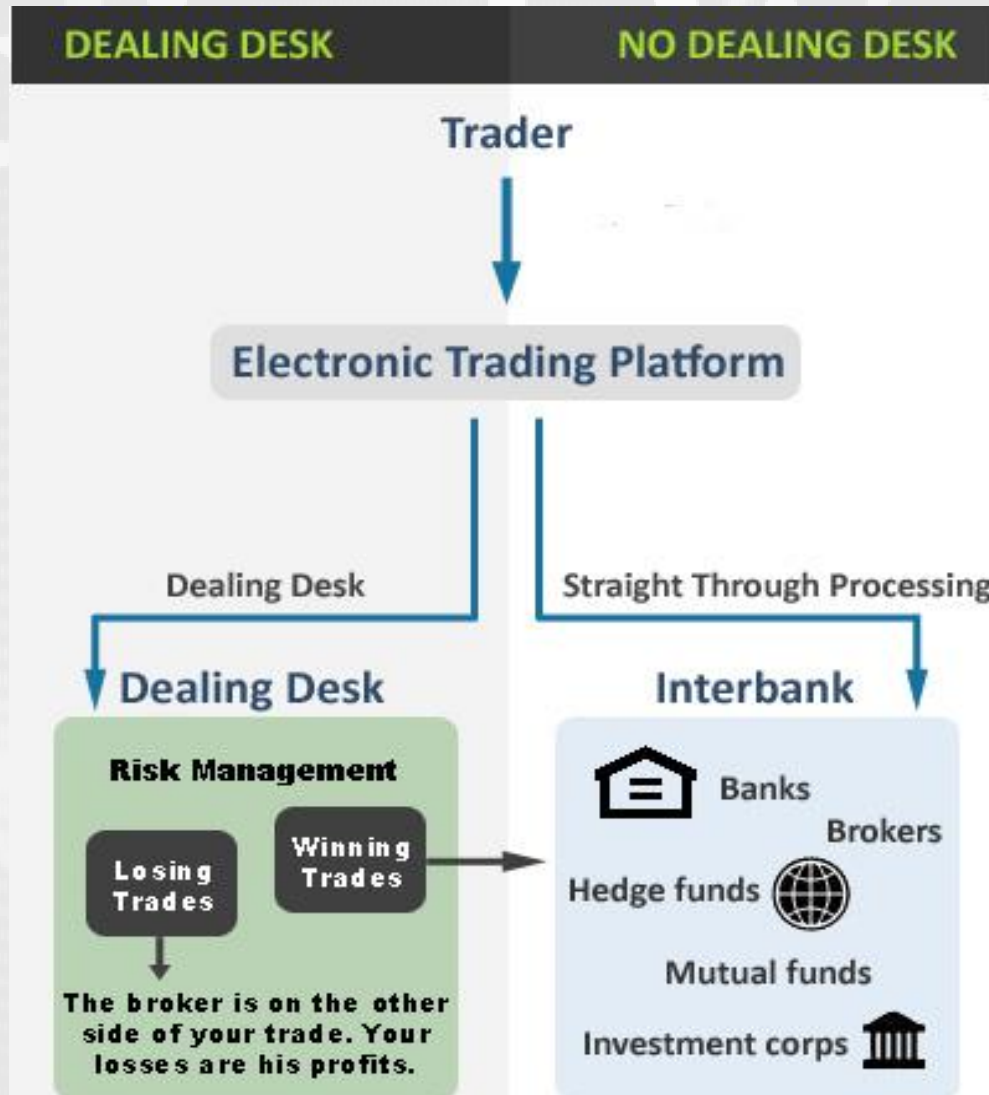 DEALING DESK
NO DEALING DESK
Trader
Electronic Trading Platform
Dealing Desk
Straight Through Processing
Dealing Desk
Risk Management
Losing
Trades
Winning
Trades
The broker is on the other
side of your trade. Your
losses are his profits.
Interbank
Banks
Brokers
Hedge funds
Mutual funds
Investment corps